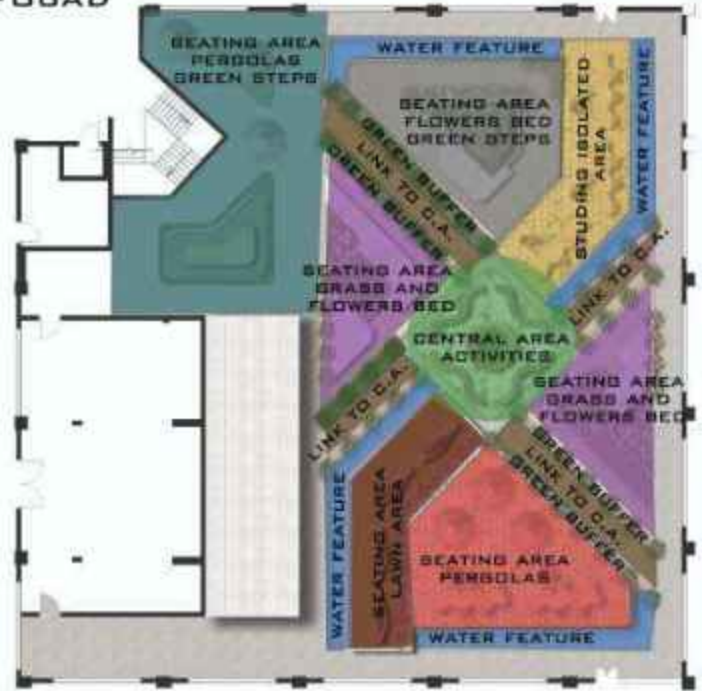 SEATING AREA
PERGOLAS
GREEN STEPS
WATER FEATURE
SEATING AREA
FLOWERS BED
GREEN STEPS
STUDING ISOLATED
AREA
WATER FEATURE
GREEN BUFFER
LINK TO C.A.
GREEN BUFFER
LINK TO C.A.
SEATING AREA
GRASS AND
FLOWERS BED
CENTRAL AREA
ACTIVITIES
SEATING AREA
GRASS AND
FLOWERS BED
LINK TO C.A.
GREEN BUFFER
LINK TO C.A.
GREEN BUFFER
WATER FEATURE
SEATING AREA
LAWN AREA
SEATING AREA
PERGOLAS
WATER FEATURE